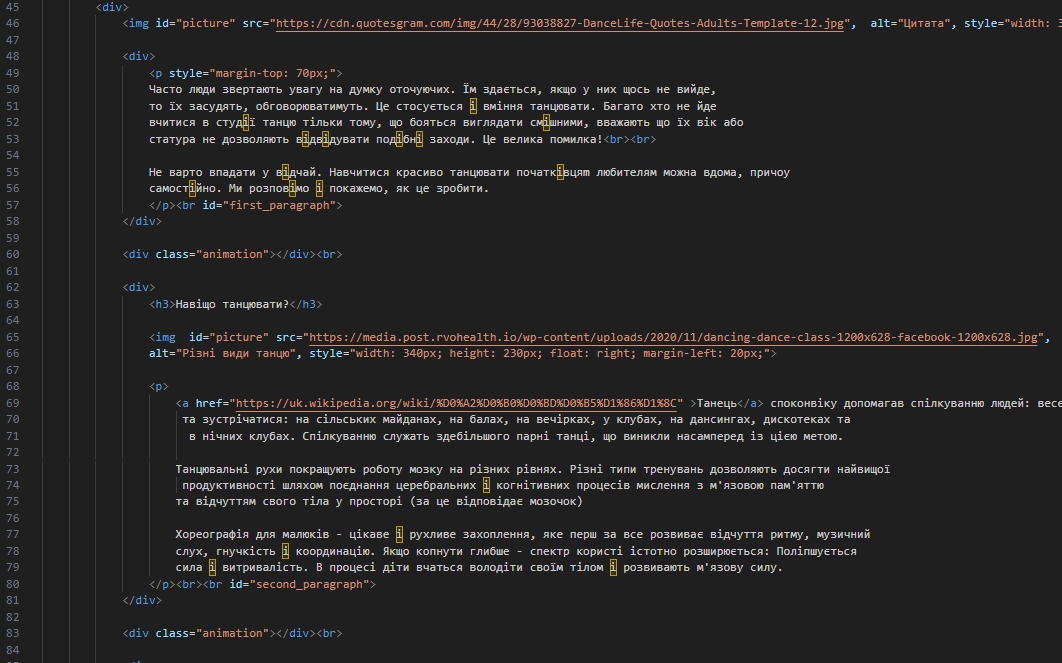 45 <div>
46 <img id="picture" src="https://cdn.quotesgram.com/img/44/28/93038827-DanceLife-Quotes-Adults-Template-12.jpg", alt="Цитата", style="width: 3
47
48 <div>
49 <p style="margin-top: 70px;">
50 Часто люди звертають увагу на думку оточуючих. Їм здається, якщо у них щось не вийде,
51 то їх засудять, обговорюватимуть. Це стосується і вміння танцювати. Багато хто не йде
52 вчитися в студії танцю тільки тому, що бояться виглядати смішними, вважають що їх вік або
53 статура не дозволяють відвідувати подібні заходи. Це велика помилка!<br><br>
54
55 Не варто впадати у відчай. Навчитися красиво танцювати початківцям любителям можна вдома, причоу
56 самостійно. Ми розповімо і покажемо, як це зробити.
57 </p><br id="first_paragraph">
58 </div>
59
60 <div class="animation"></div><br>
61
62 <div>
63 <h3>Навіщо танцювати?</h3>
64
65 <img id="picture" src="https://media.post.rvohealth.io/wp-content/uploads/2020/11/dancing-dance-class-1200x628-facebook-1200x628.jpg",
66 alt="Різні види танцю", style="width: 340px; height: 230px; float: right; margin-left: 20px;">
67
68 <p>
69 <a href="https://uk.wikipedia.org/wiki/%D0%A2%D0%B0%D0%BD%D0%B5%D1%86%D1%8C" >Танець</a> споконвіку допомагав спілкуванню людей: весе
70 та зустрічатися: на сільських майданах, на балах, на вечірках, у клубах, на дансингах, дискотеках та
71 в нічних клубах. Спілкуванню служать здебільшого парні танці, що виникли насамперед із цією метою.
72
73 Танцювальні рухи покращують роботу мозку на різних рівнях. Різні типи тренувань дозволяють досягти найвищої
74 продуктивності шляхом поєднання церебральних і когнітивних процесів мислення з м'язовою пам'яттю
75 та відчуттям свого тіла у просторі (за це відповідає мозочок)
76
77 Хореографія для малюків - цікаве і рухливе захоплення, яке перш за все розвиває відчуття ритму, музичний
78 слух, гнучкість і координацію. Якщо копнути глибше - спектр користі істотно розширюється: Поліпшується
79 сила і витривалість. В процесі діти вчаться володіти своїм тілом і розвивають м'язову силу.
80 </p><br><br id="second_paragraph">
81 </div>
82
83 <div class="animation"></div><br>
84